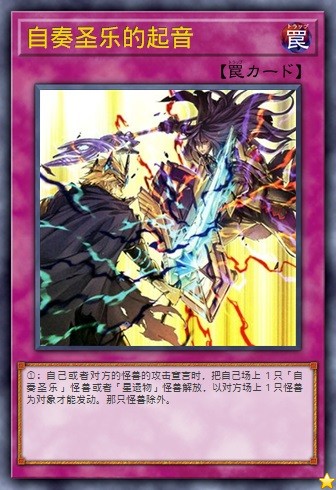 自奏圣乐的起音
トラップ
罠
【罠カード】
①：自己或者对方的怪兽的攻击宣言时，把自己场上１只「自
奏圣乐」怪兽或者「星遗物」怪兽解放，以对方场上１只怪兽
为对象才能发动。那只怪兽除外。